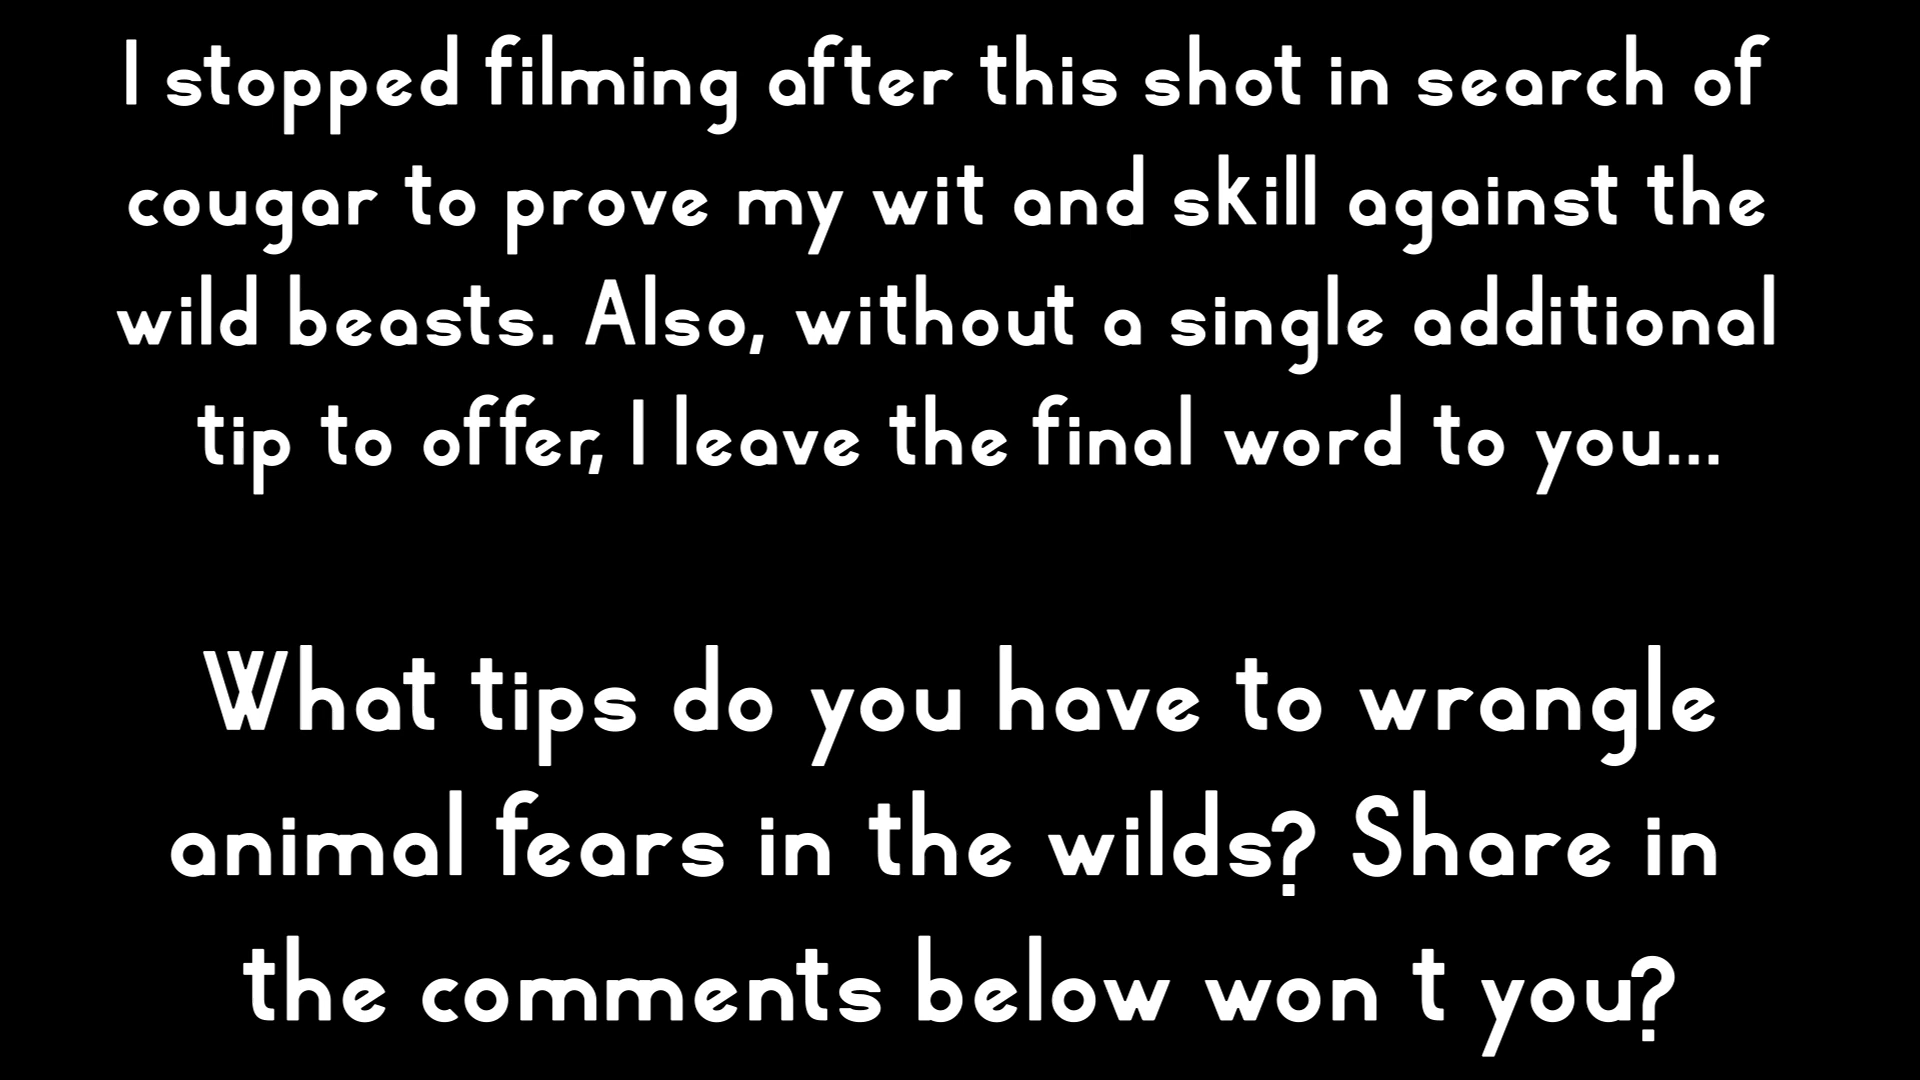 I stopped filming after this shot in search of
cougar to prove my wit and skill against the
wild beasts. Also, without a single additional
tip to offer, I leave the final word to you...
What tips do you have to wrangle
animal fears in the wilds? Share in
the comments below won t you?